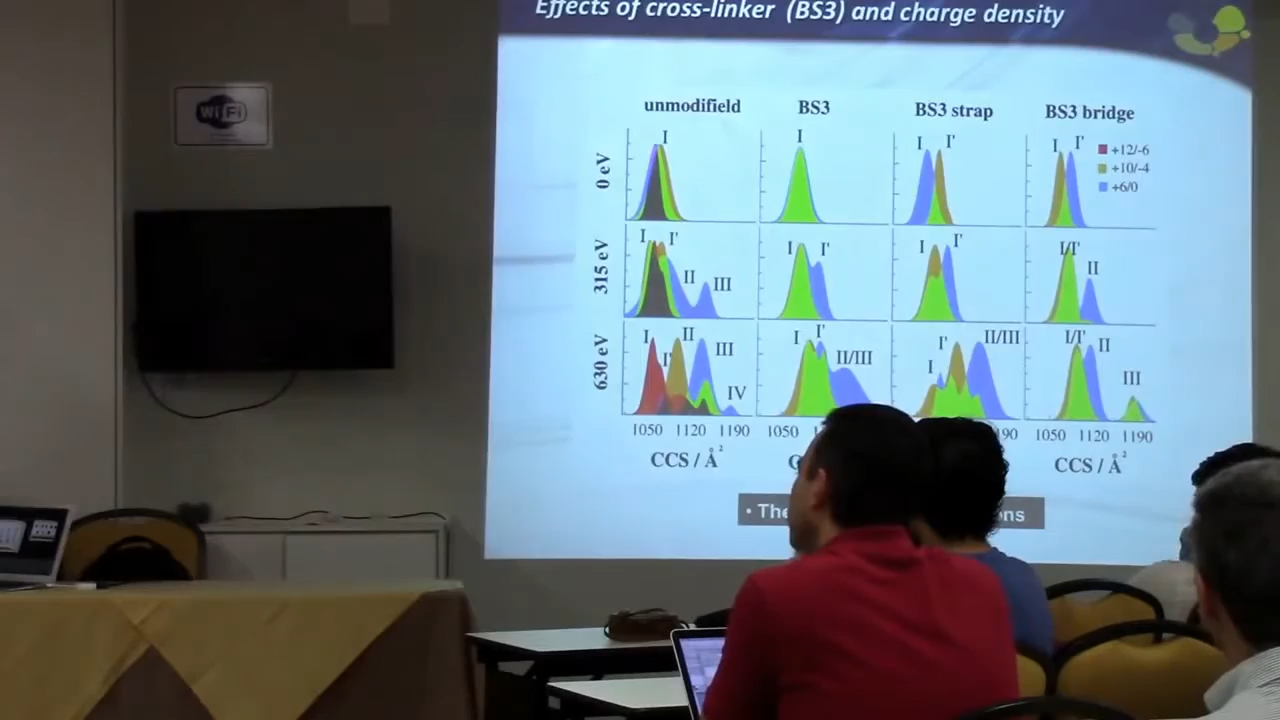 Effects of cross-linker (BS3) and charge density
WiFi
unmodifield BS3 BS3 strap BS3 bridge
+12/-6
+10/-4
+6/0
0 eV
I
I
I I'
I I'
315 eV
I I' II III
I I'
I I'
I/I' II
630 eV
I I' II III IV
I I' II/III
I I' II/III
I/I' II III
1050 1120 1190
1050
90
1050 1120 1190
CCS / Å²
CCS / Å²
• The
ons